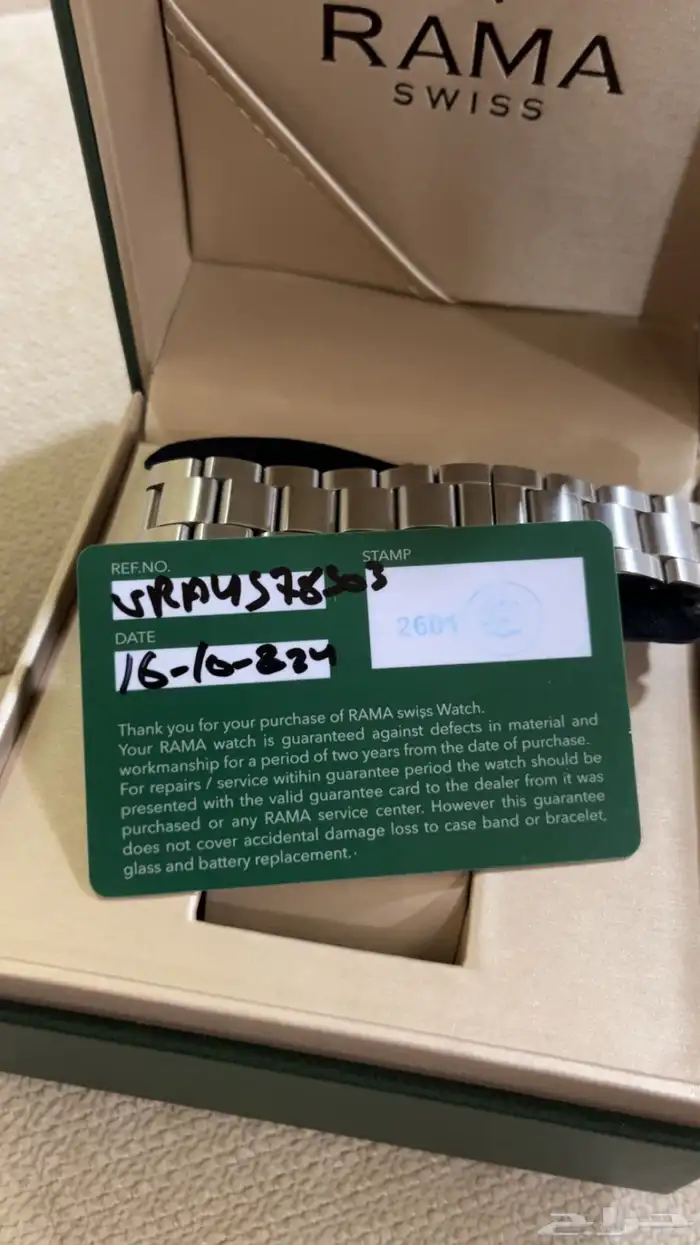 RAMA
SWISS
REF.NO.
STAMP
2601
DATE
16-10-2024
Thank you for your purchase of RAMA swiss Watch.
Your RAMA watch is guaranteed against defects in material and
workmanship for a period of two years from the date of purchase.
For repairs / service witihin guarantee period the watch should be
presented with the valid guarantee card to the dealer from it was
purchased or any RAMA service center. However this guarantee
does not cover accidental damage loss to case band or bracelet,
glass and battery replacement.
حراج